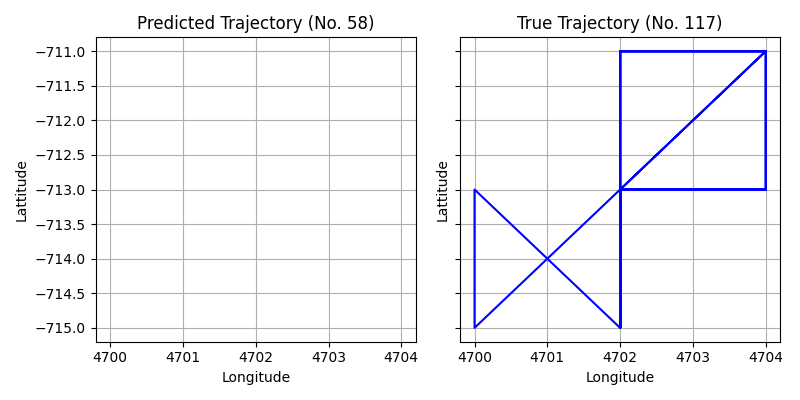 Predicted Trajectory (No. 58)
True Trajectory (No. 117)
Lattitude
−711.0
−711.5
−712.0
−712.5
−713.0
−713.5
−714.0
−714.5
−715.0
4700 4701 4702 4703 4704
Longitude
Lattitude
4700 4701 4702 4703 4704
Longitude